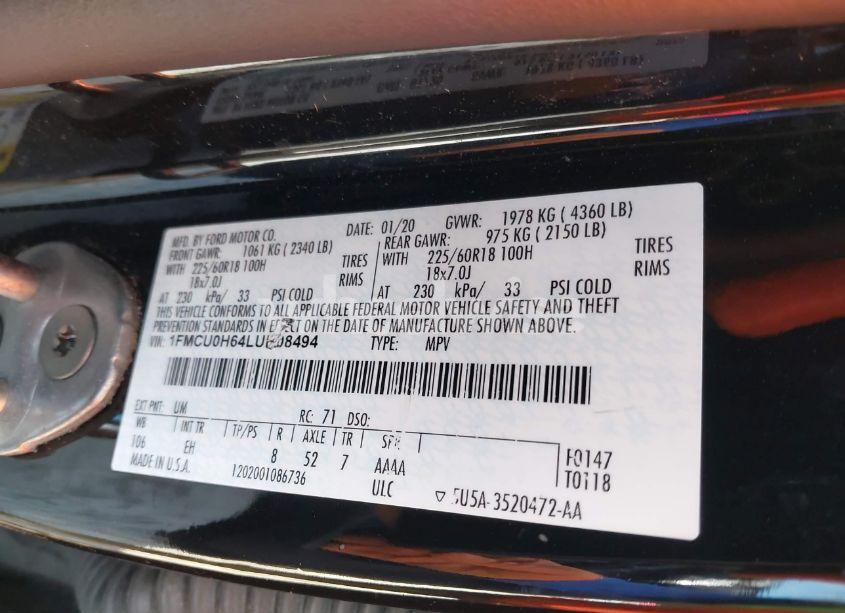 MFD. BY FORD MOTOR CO. DATE: 01/20 GVWR: 1978 KG ( 4360 LB)
FRONT GAWR: 1061 KG ( 2340 LB) REAR GAWR: 975 KG ( 2150 LB)
WITH 225/60R18 100H TIRES WITH 225/60R18 100H TIRES
18x7.0J RIMS 18x7.0J RIMS
AT 230 kPa/ 33 PSI COLD AT 230 kPa/ 33 PSI COLD
THIS VEHICLE CONFORMS TO ALL APPLICABLE FEDERAL MOTOR VEHICLE SAFETY AND THEFT
PREVENTION STANDARDS IN EFFECT ON THE DATE OF MANUFACTURE SHOWN ABOVE.
VIN: TYPE: MPV
EXT PNT: UM RC: 71 DSO:
WB INT TR TP/PS R AXLE TR SPR
106 EH 8 52 7 AAAA F0147
MADE IN U.S.A. 1202001086736 ULC T0118
▽ 5U5A-3520472-AA